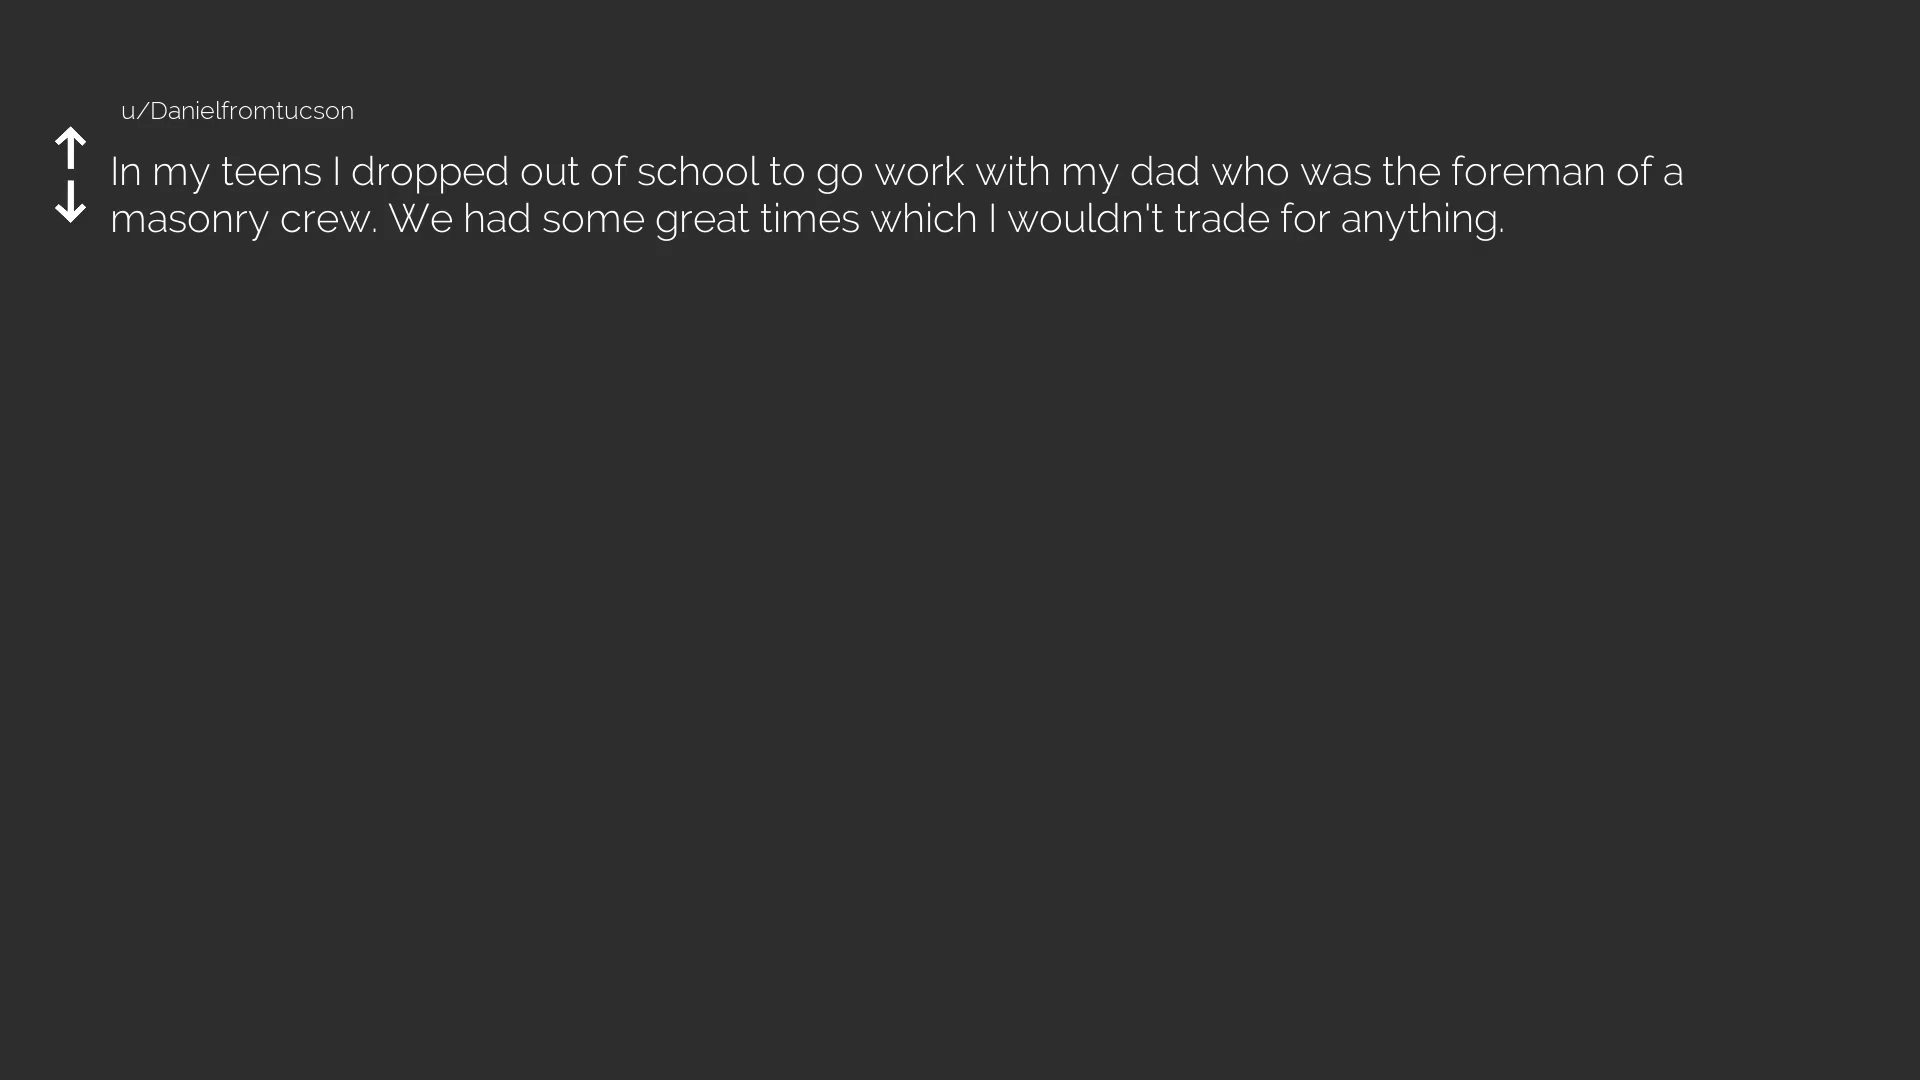 u/Danielfromtucson
In my teens I dropped out of school to go work with my dad who was the foreman of a
masonry crew. We had some great times which I wouldn't trade for anything.